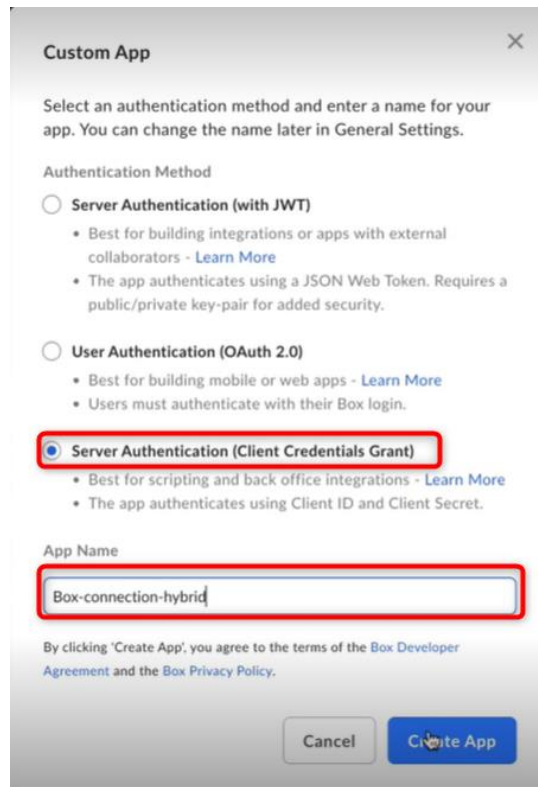 Custom App
Select an authentication method and enter a name for your
app. You can change the name later in General Settings.
Authentication Method
Server Authentication (with JWT)
• Best for building integrations or apps with external
collaborators - Learn More
• The app authenticates using a JSON Web Token. Requires a
public/private key-pair for added security.
User Authentication (OAuth 2.0)
• Best for building mobile or web apps - Learn More
• Users must authenticate with their Box login.
Server Authentication (Client Credentials Grant)
• Best for scripting and back office integrations - Learn More
• The app authenticates using Client ID and Client Secret.
App Name
Box-connection-hybrid
By clicking 'Create App', you agree to the terms of the Box Developer
Agreement and the Box Privacy Policy.
Cancel
Create App